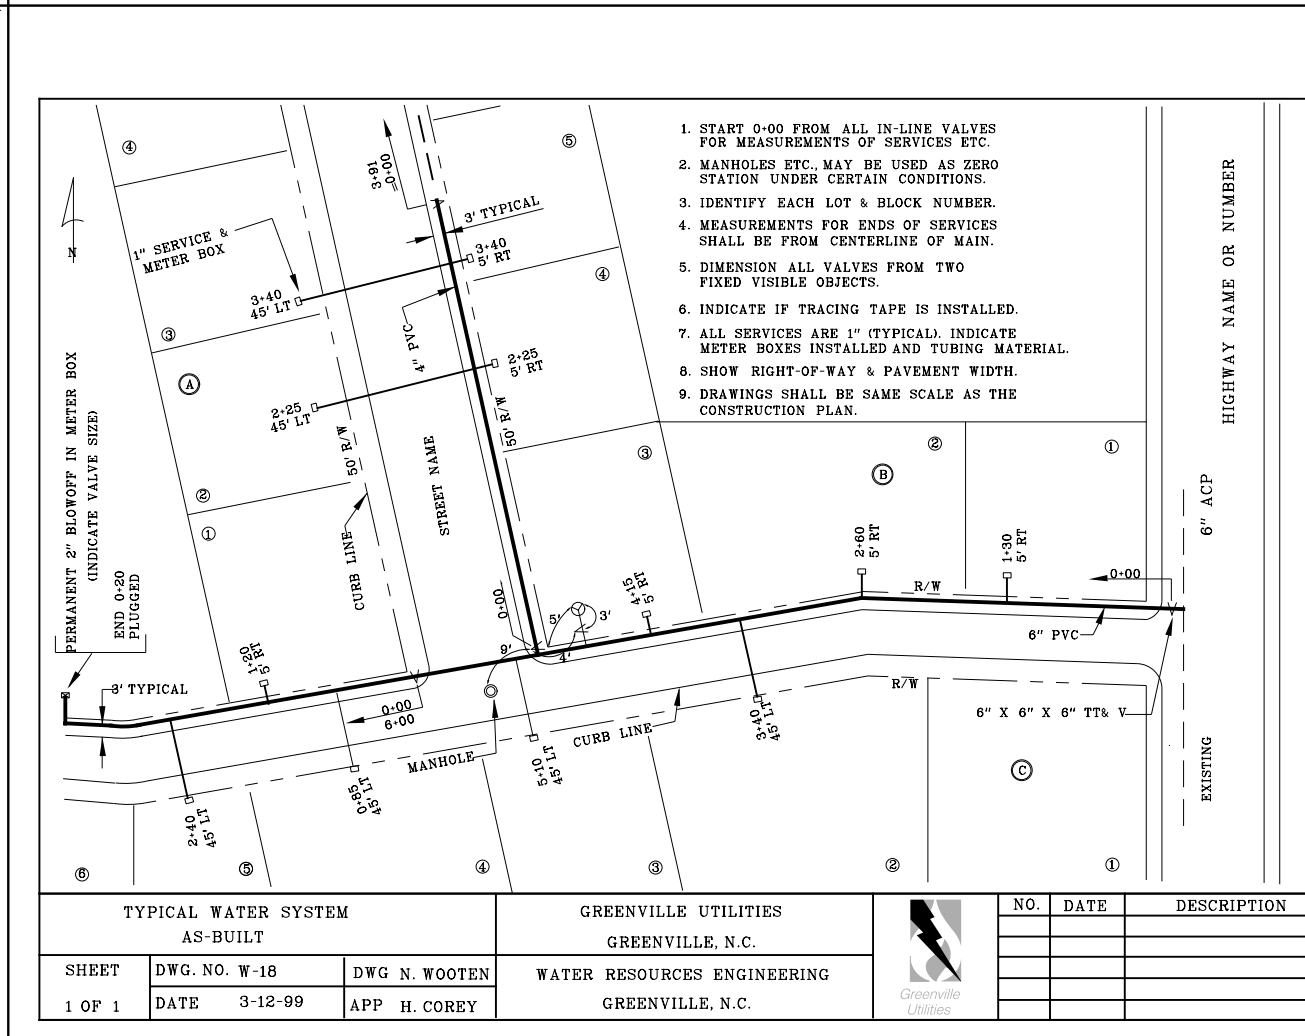 1. START 0+00 FROM ALL IN-LINE VALVES
FOR MEASUREMENTS OF SERVICES ETC.
2. MANHOLES ETC., MAY BE USED AS ZERO
STATION UNDER CERTAIN CONDITIONS.
3. IDENTIFY EACH LOT & BLOCK NUMBER.
4. MEASUREMENTS FOR ENDS OF SERVICES
SHALL BE FROM CENTERLINE OF MAIN.
5. DIMENSION ALL VALVES FROM TWO
FIXED VISIBLE OBJECTS.
6. INDICATE IF TRACING TAPE IS INSTALLED.
7. ALL SERVICES ARE 1" (TYPICAL). INDICATE
METER BOXES INSTALLED AND TUBING MATERIAL.
8. SHOW RIGHT-OF-WAY & PAVEMENT WIDTH.
9. DRAWINGS SHALL BE SAME SCALE AS THE
CONSTRUCTION PLAN.
4
5
N
3+91
=0+00
3' TYPICAL
1" SERVICE &
METER BOX
3+40
5' RT
3+40
45' LT
4
3
4" PVC
A
2+25
5' RT
2+25
45' LT
50' R/W
50' R/W
STREET NAME
CURB LINE
3
2
1
2
1
B
HIGHWAY NAME OR NUMBER
6" ACP
PERMANENT 2" BLOWOFF IN METER BOX
(INDICATE VALVE SIZE)
END 0+20
PLUGGED
2+60
5' RT
1+30
5' RT
0+00
R/W
6" PVC
0+00
5'
3'
9'
4'
4+15
5' RT
1+20
5' RT
3' TYPICAL
0+00
6+00
R/W
6" X 6" X 6" TT& V
MANHOLE
CURB LINE
3+40
45' LT
5+10
45' LT
0+85
45' LT
2+40
45' LT
C
EXISTING
6
5
4
3
2
1
TYPICAL WATER SYSTEM
AS-BUILT
GREENVILLE UTILITIES
GREENVILLE, N.C.
SHEET
1 OF 1
DWG. NO. W-18
DATE 3-12-99
DWG N. WOOTEN
APP H. COREY
WATER RESOURCES ENGINEERING
GREENVILLE, N.C.
Greenville
Utilities
NO. DATE DESCRIPTION